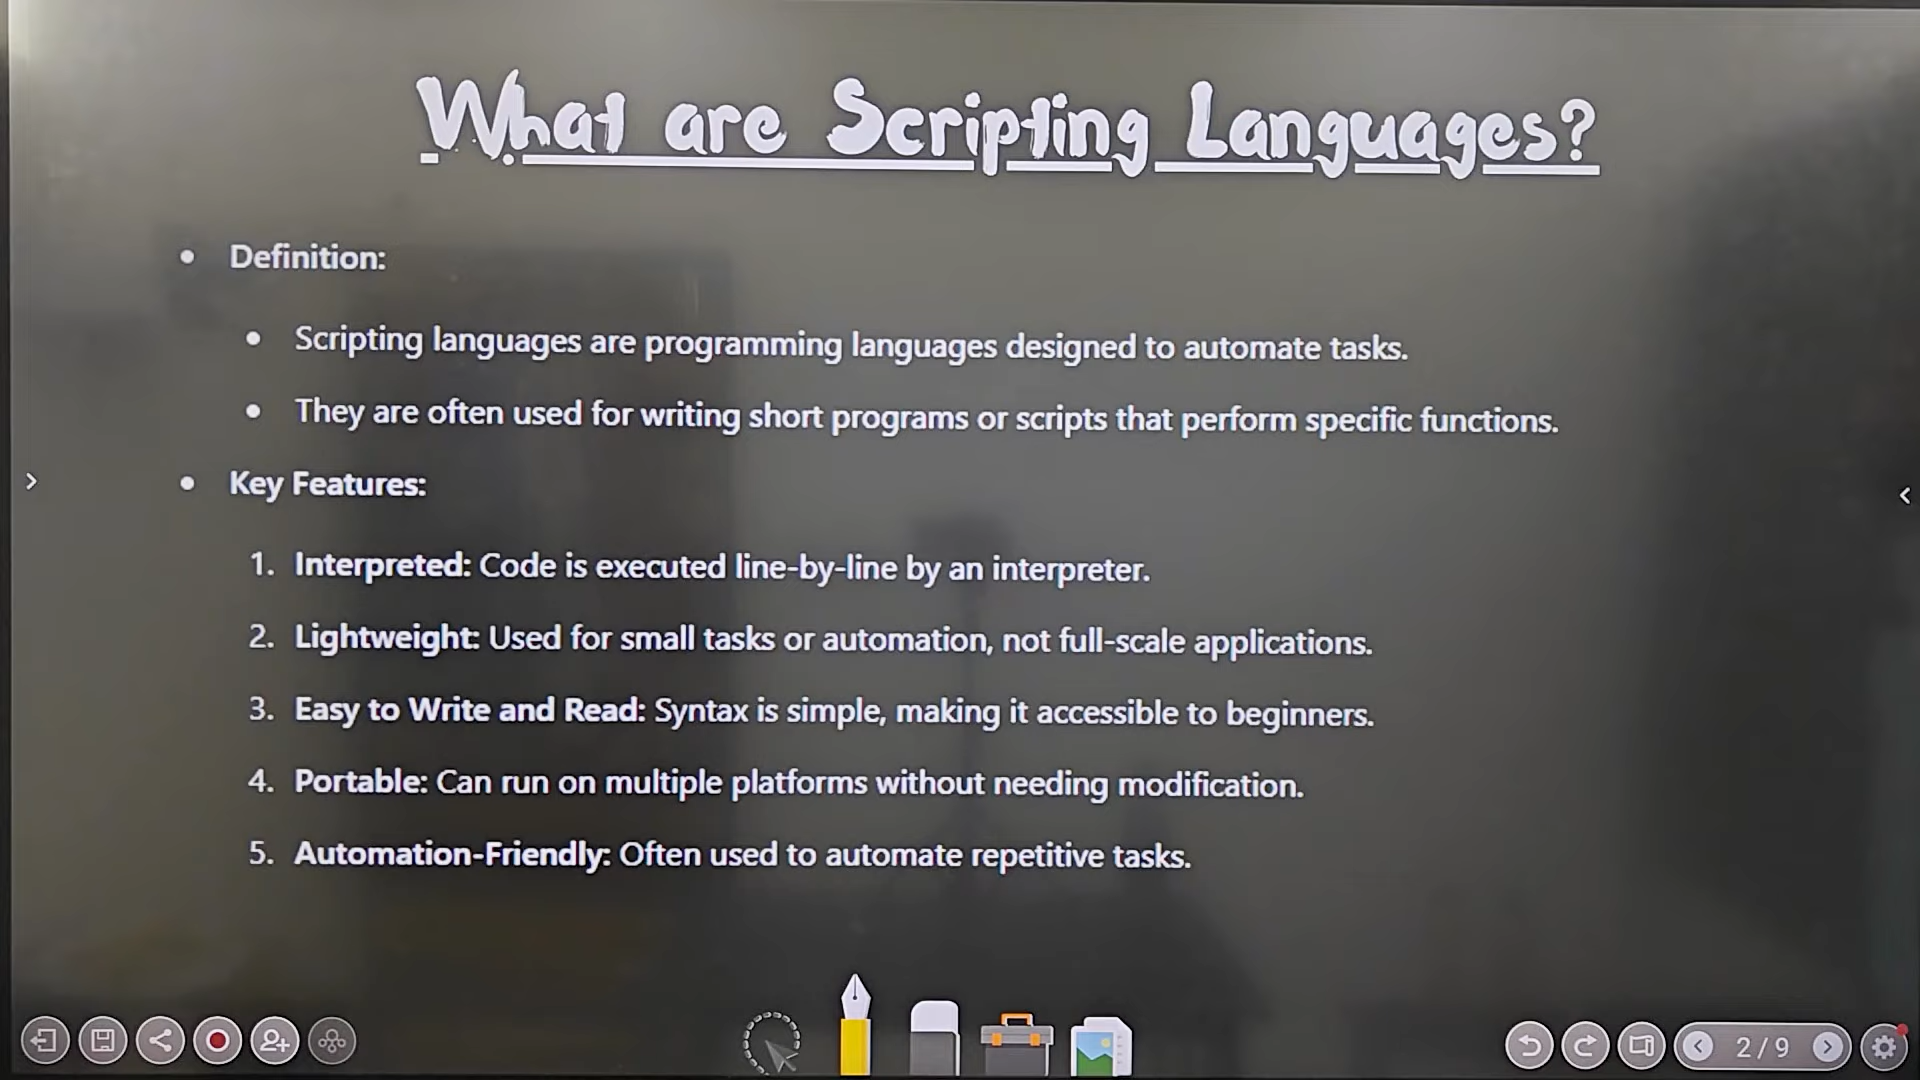 What are Scripting Languages?
• Definition:
• Scripting languages are programming languages designed to automate tasks.
• They are often used for writing short programs or scripts that perform specific functions.
• Key Features:
1. Interpreted: Code is executed line-by-line by an interpreter.
2. Lightweight: Used for small tasks or automation, not full-scale applications.
3. Easy to Write and Read: Syntax is simple, making it accessible to beginners.
4. Portable: Can run on multiple platforms without needing modification.
5. Automation-Friendly: Often used to automate repetitive tasks.
2 / 9